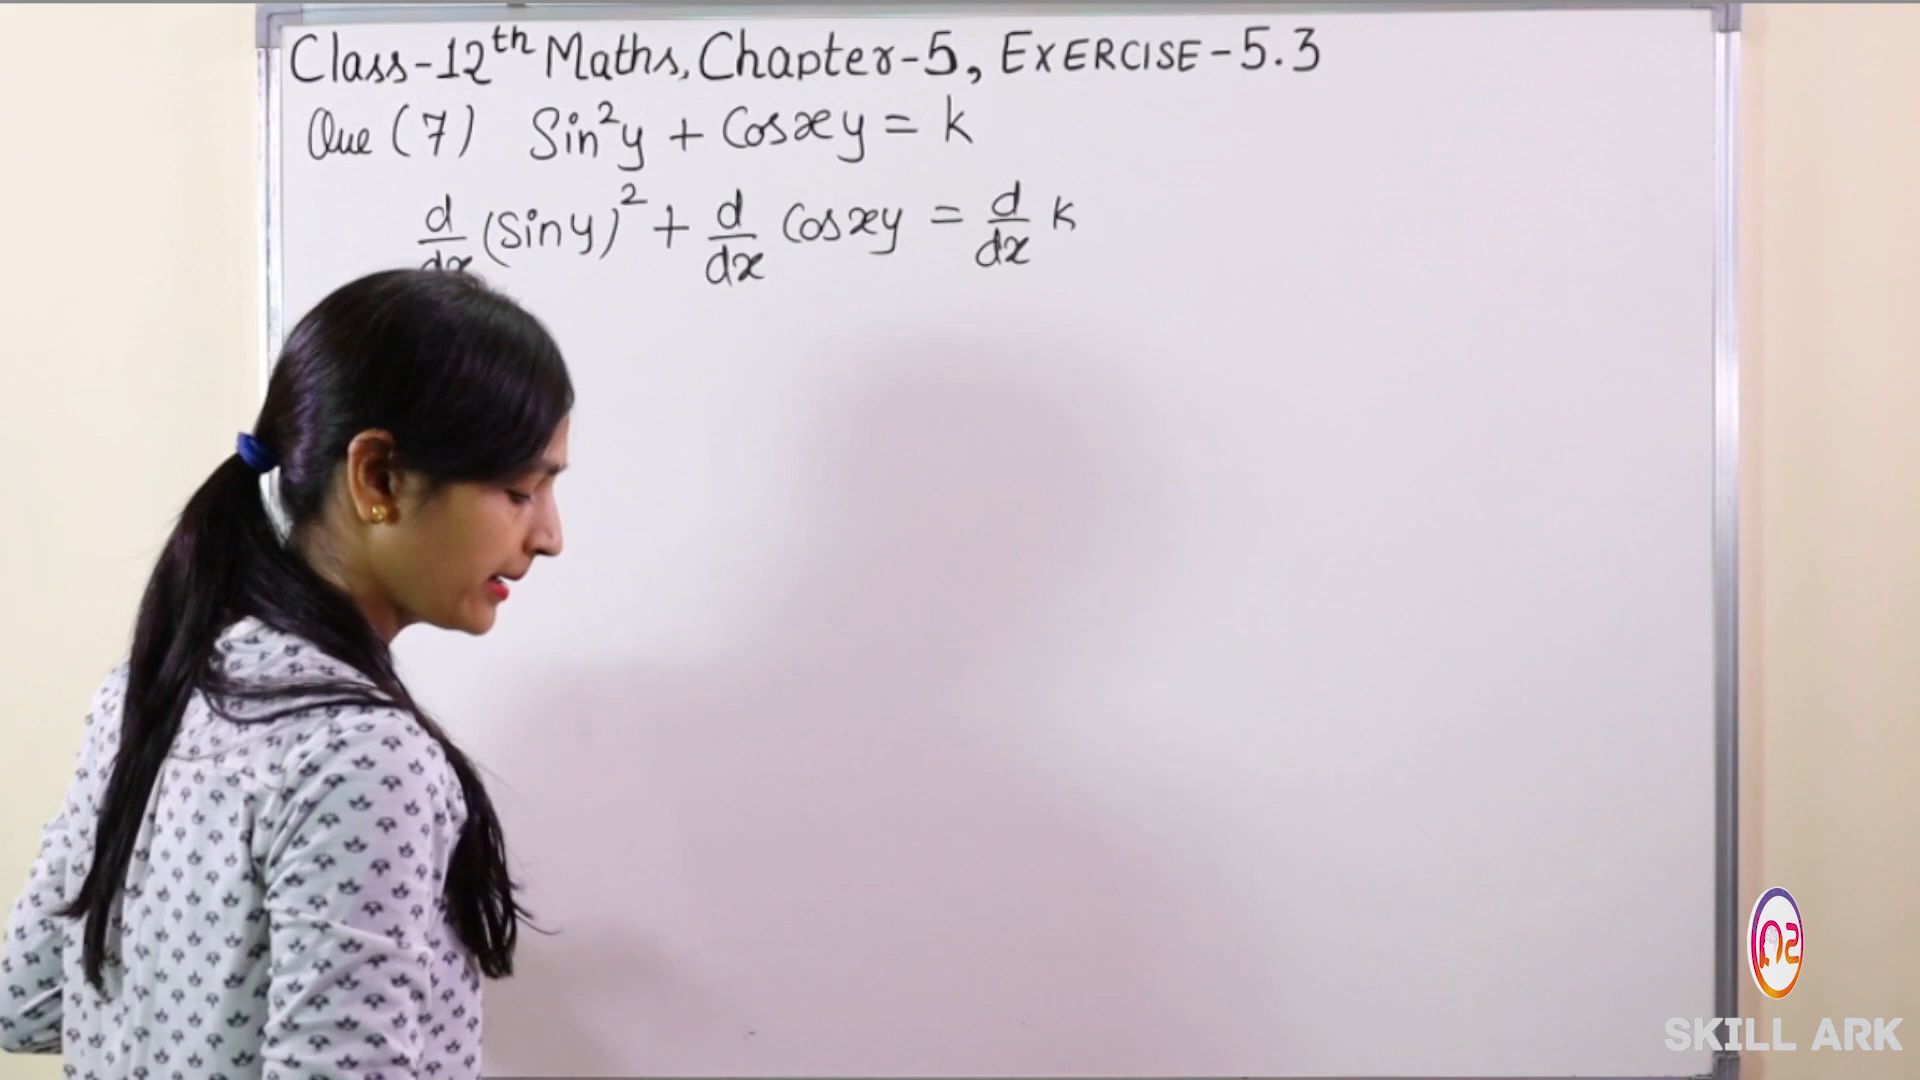 Class-12th Maths, Chapter-5, EXERCISE-5.3
Que (7) Sin²y + Cosxy = k
d/dx (Siny)² + d/dx Cosxy = d/dx k
SKILL ARK